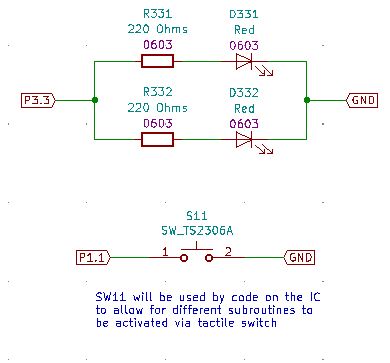 R331
220 Ohms
0603
D331
Red
0603
P3.3
GND
R332
220 Ohms
0603
D332
Red
0603
S11
SW_TS2306A
P1.1
1
2
GND
SW11 will be used by code on the IC
to allow for different subroutines to
be activated via tactile switch